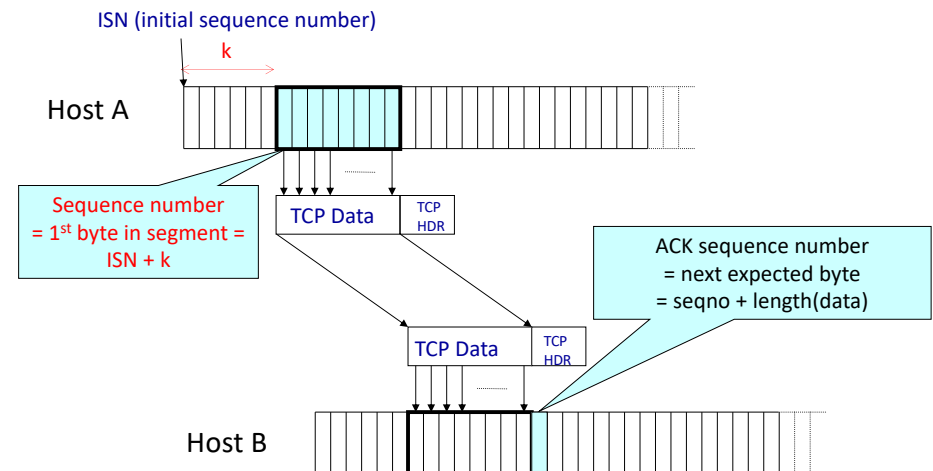 ISN (initial sequence number)
k
Host A
Sequence number
= 1st byte in segment =
ISN + k
TCP Data
TCP
HDR
ACK sequence number
= next expected byte
= seqno + length(data)
TCP Data
TCP
HDR
Host B